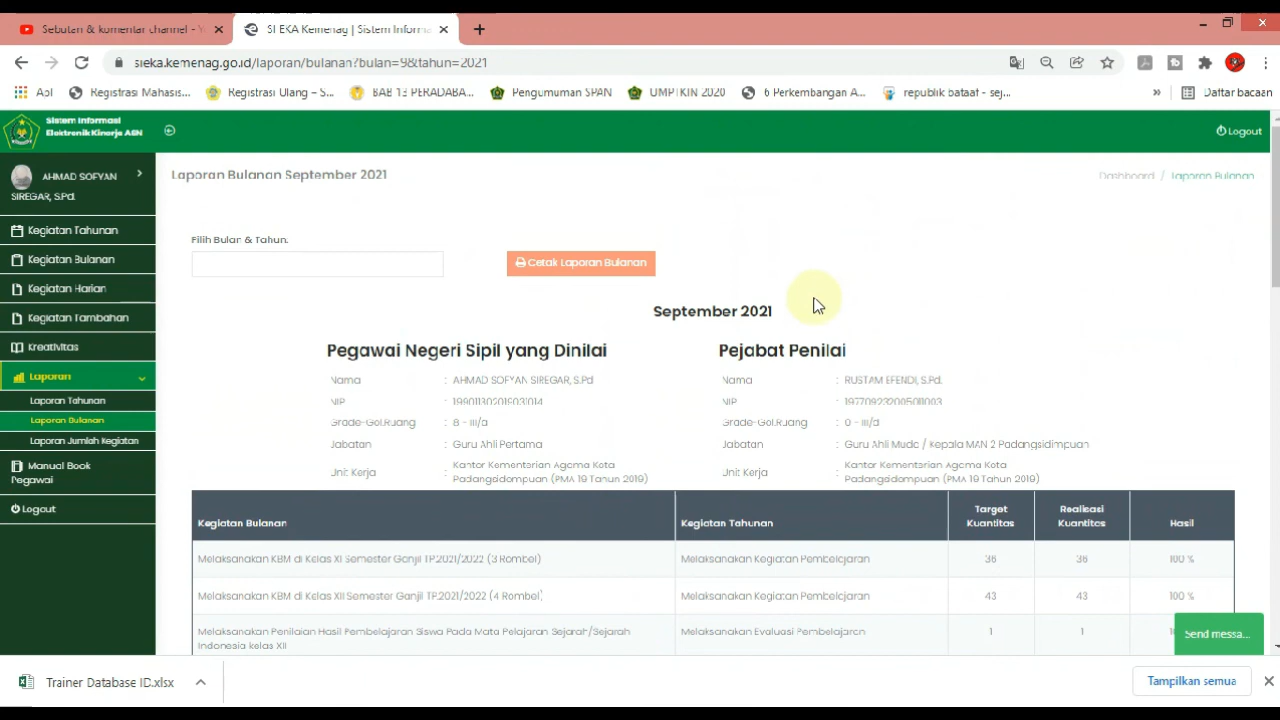 Sebutan & komentar channel - Y
SIEKA Kemenag | Sistem Informa
sieka.kemenag.go.id/laporan/bulanan?bulan=9&tahun=2021
Apl
Registrasi Mahasis...
Registrasi Ulang – S...
BAB 13 PERADABA...
Pengumuman SPAN
UMPTKIN 2020
6 Perkembangan A...
republik bataaf - sej...
»
Daftar bacaan
Sistem Informasi
Elektronik Kinerja ASN
Logout
AHMAD SOFYAN
SIREGAR, S.Pd.
Kegiatan Tahunan
Kegiatan Bulanan
Kegiatan Harian
Kegiatan Tambahan
Kreativitas
Laporan
Laporan Tahunan
Laporan Bulanan
Laporan Jumlah Kegiatan
Manual Book
Pegawai
Logout
Laporan Bulanan September 2021
Dashboard / Laporan Bulanan
Pilih Bulan & Tahun:
Cetak Laporan Bulanan
September 2021
Pegawai Negeri Sipil yang Dinilai
Nama : AHMAD SOFYAN SIREGAR, S.Pd
NIP : 199011302019031014
Grade-Gol.Ruang : 8 - III/a
Jabatan : Guru Ahli Pertama
Unit Kerja : Kantor Kementerian Agama Kota
Padangsidompuan (PMA 19 Tahun 2019)
Pejabat Penilai
Nama : RUSTAM EFENDI, S.Pd.
NIP : 197709232005011003
Grade-Gol.Ruang : 0 - III/d
Jabatan : Guru Ahli Muda / Kepala MAN 2 Padangsidimpuan
Unit Kerja : Kantor Kementerian Agama Kota
Padangsidompuan (PMA 19 Tahun 2019)
Kegiatan Bulanan Kegiatan Tahunan Target Kuantitas Realisasi Kuantitas Hasil
Melaksanakan KBM di Kelas XI Semester Ganjil TP.2021/2022 (3 Rombel) Melaksanakan Kegiatan Pembelajaran 36 36 100 %
Melaksanakan KBM di Kelas XII Semester Ganjil TP.2021/2022 (4 Rombel) Melaksanakan Kegiatan Pembelajaran 43 43 100 %
Melaksanakan Penilaian Hasil Pembelajaran Siswa Pada Mata Pelajaran Sejarah/Sejarah
Indonesia kelas XII
Melaksanakan Evaluasi Pembelajaran 1 1
Send messa...
Trainer Database ID.xlsx
Tampilkan semua